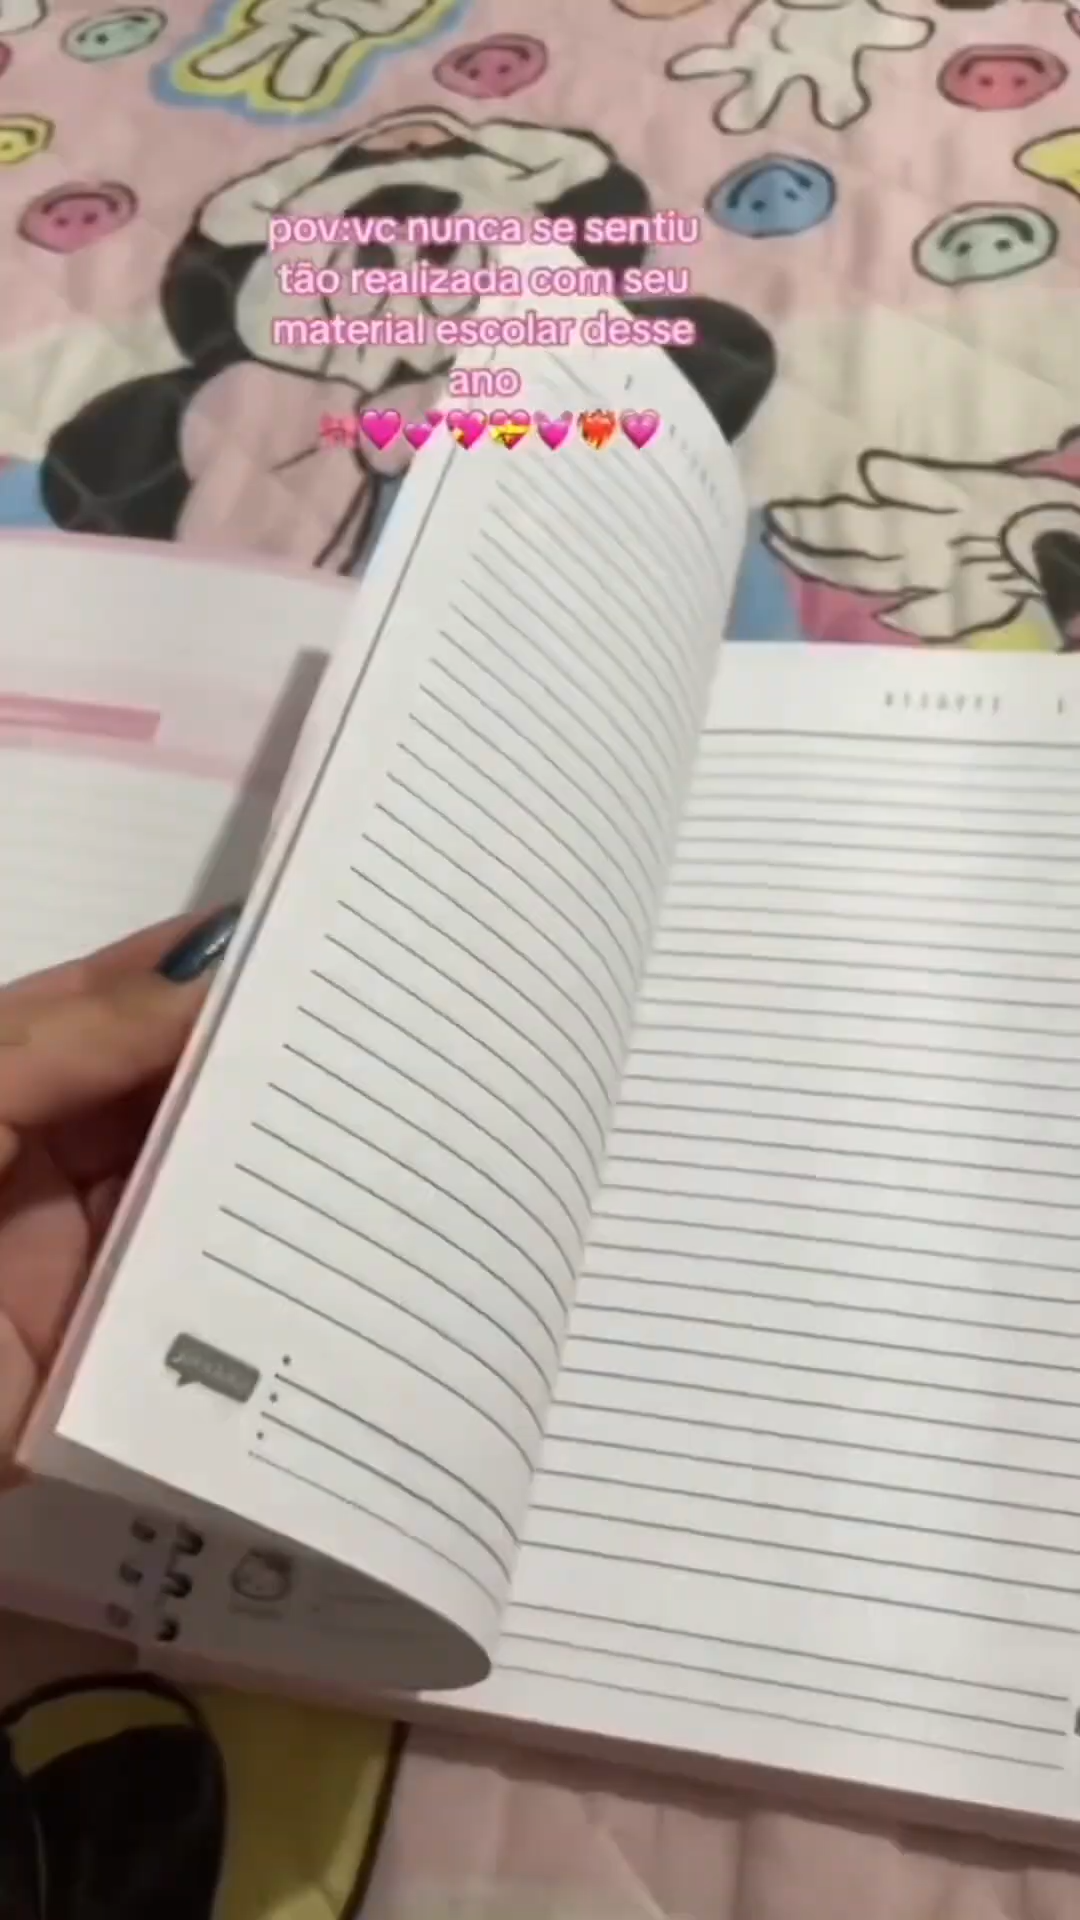 pov:vc nunca se sentiu
tão realizada com seu
material escolar desse
ano
🎀💖💕💖💝💓❤️‍🔥💗